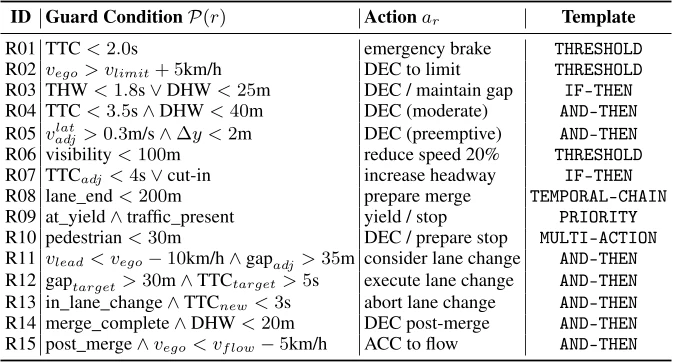 ID Guard Condition 𝒫(r) Action aᵣ Template
R01 TTC < 2.0s emergency brake THRESHOLD
R02 v_ego > v_limit + 5km/h DEC to limit THRESHOLD
R03 THW < 1.8s ∨ DHW < 25m DEC / maintain gap IF-THEN
R04 TTC < 3.5s ∧ DHW < 40m DEC (moderate) AND-THEN
R05 v_adj^lat > 0.3m/s ∧ Δy < 2m DEC (preemptive) AND-THEN
R06 visibility < 100m reduce speed 20% THRESHOLD
R07 TTC_adj < 4s ∨ cut-in increase headway IF-THEN
R08 lane_end < 200m prepare merge TEMPORAL-CHAIN
R09 at_yield ∧ traffic_present yield / stop PRIORITY
R10 pedestrian < 30m DEC / prepare stop MULTI-ACTION
R11 v_lead < v_ego − 10km/h ∧ gap_adj > 35m consider lane change AND-THEN
R12 gap_target > 30m ∧ TTC_target > 5s execute lane change AND-THEN
R13 in_lane_change ∧ TTC_new < 3s abort lane change AND-THEN
R14 merge_complete ∧ DHW < 20m DEC post-merge AND-THEN
R15 post_merge ∧ v_ego < v_flow − 5km/h ACC to flow AND-THEN